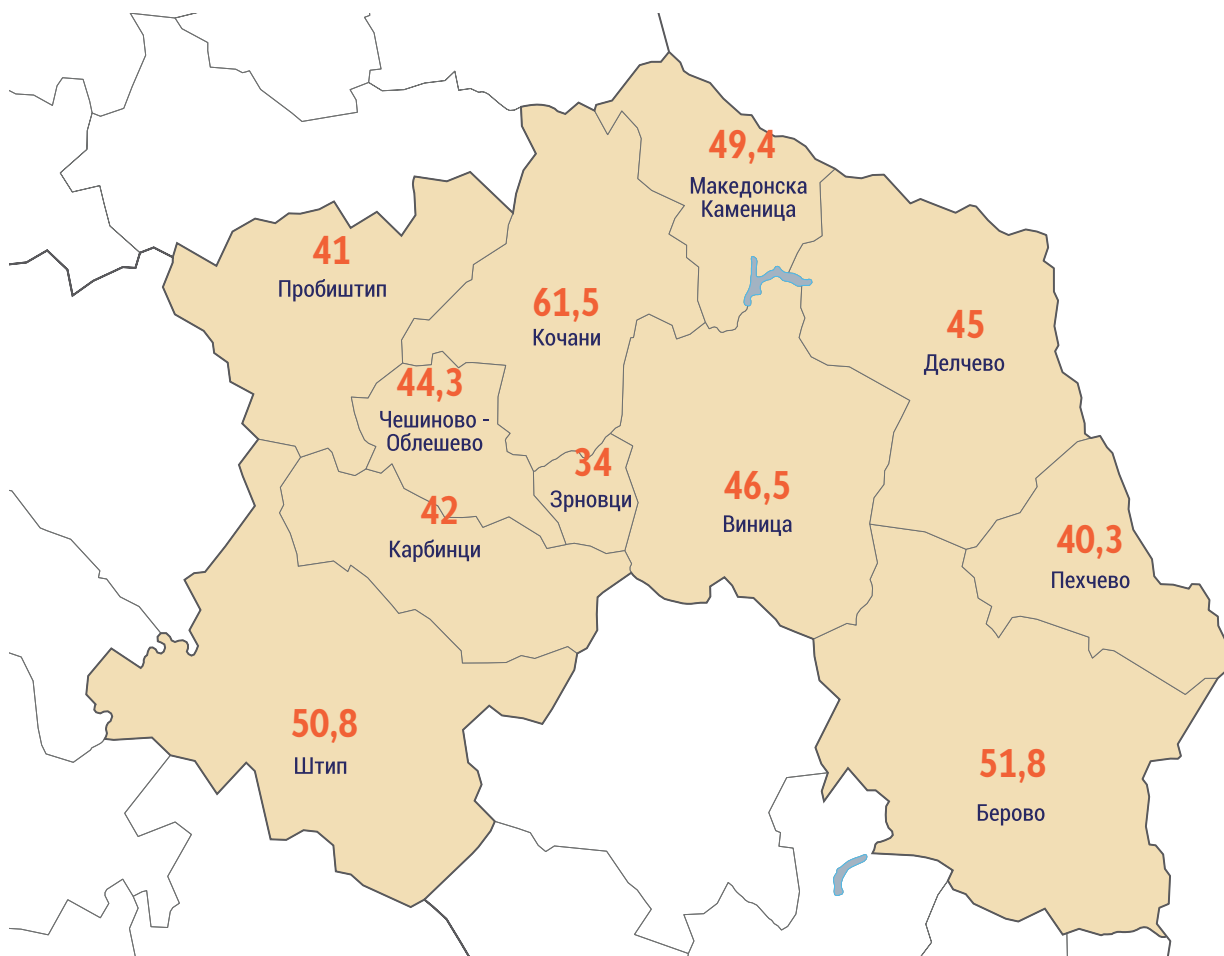 49,4
Македонска
Каменица
41
Пробиштип
61,5
Кочани
45
Делчево
44,3
Чешиново -
Облешево
34
Зрновци
46,5
Виница
42
Карбинци
40,3
Пехчево
50,8
Штип
51,8
Берово